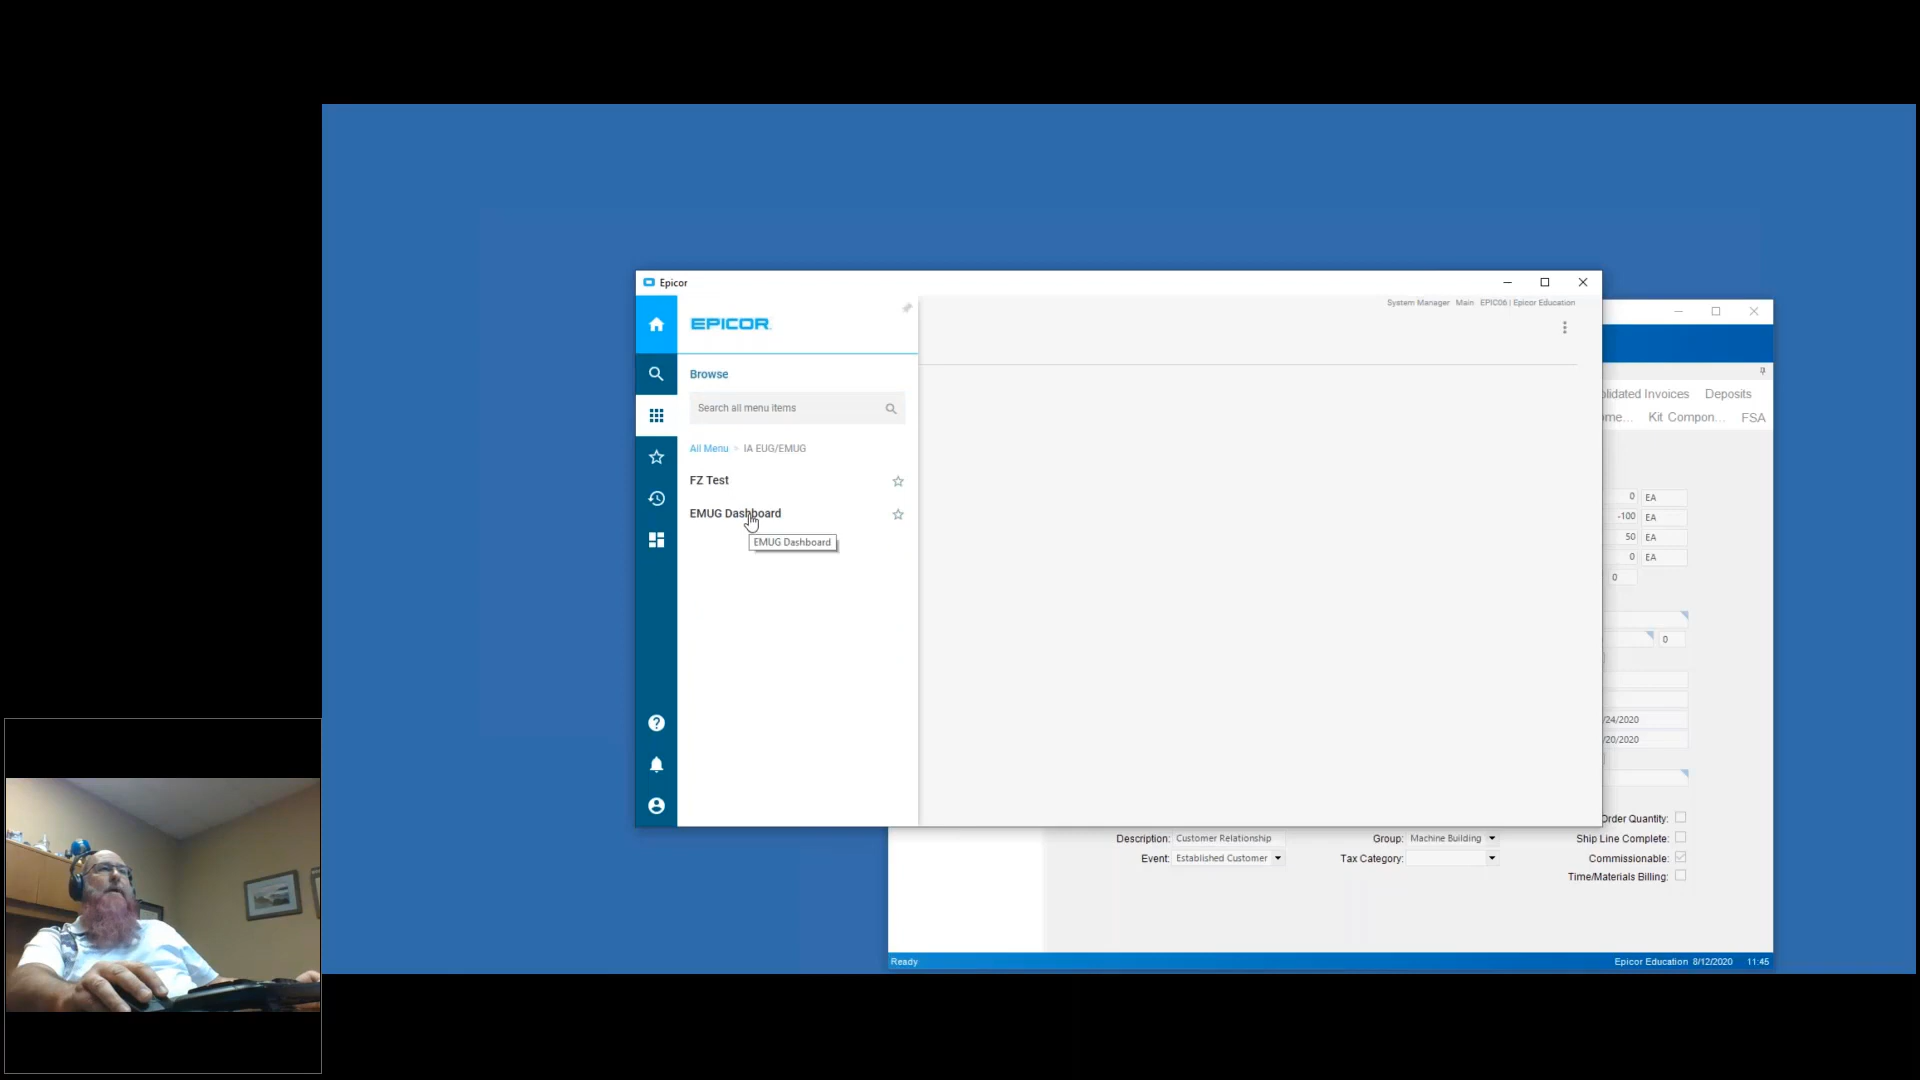 Epicor
System Manager Main EPIC06 | Epicor Education
EPICOR
Browse
Search all menu items
All Menu > IA EUG/EMUG
FZ Test
EMUG Dashboard
EMUG Dashboard
lidated Invoices Deposits
me... Kit Compon... FSA
0 EA
-100 EA
50 EA
0 EA
0
0
/24/2020
/20/2020
Order Quantity:
Description: Customer Relationship Group: Machine Building Ship Line Complete:
Event: Established Customer Tax Category: Commissionable:
Time/Materials Billing:
Ready Epicor Education 8/12/2020 11:45